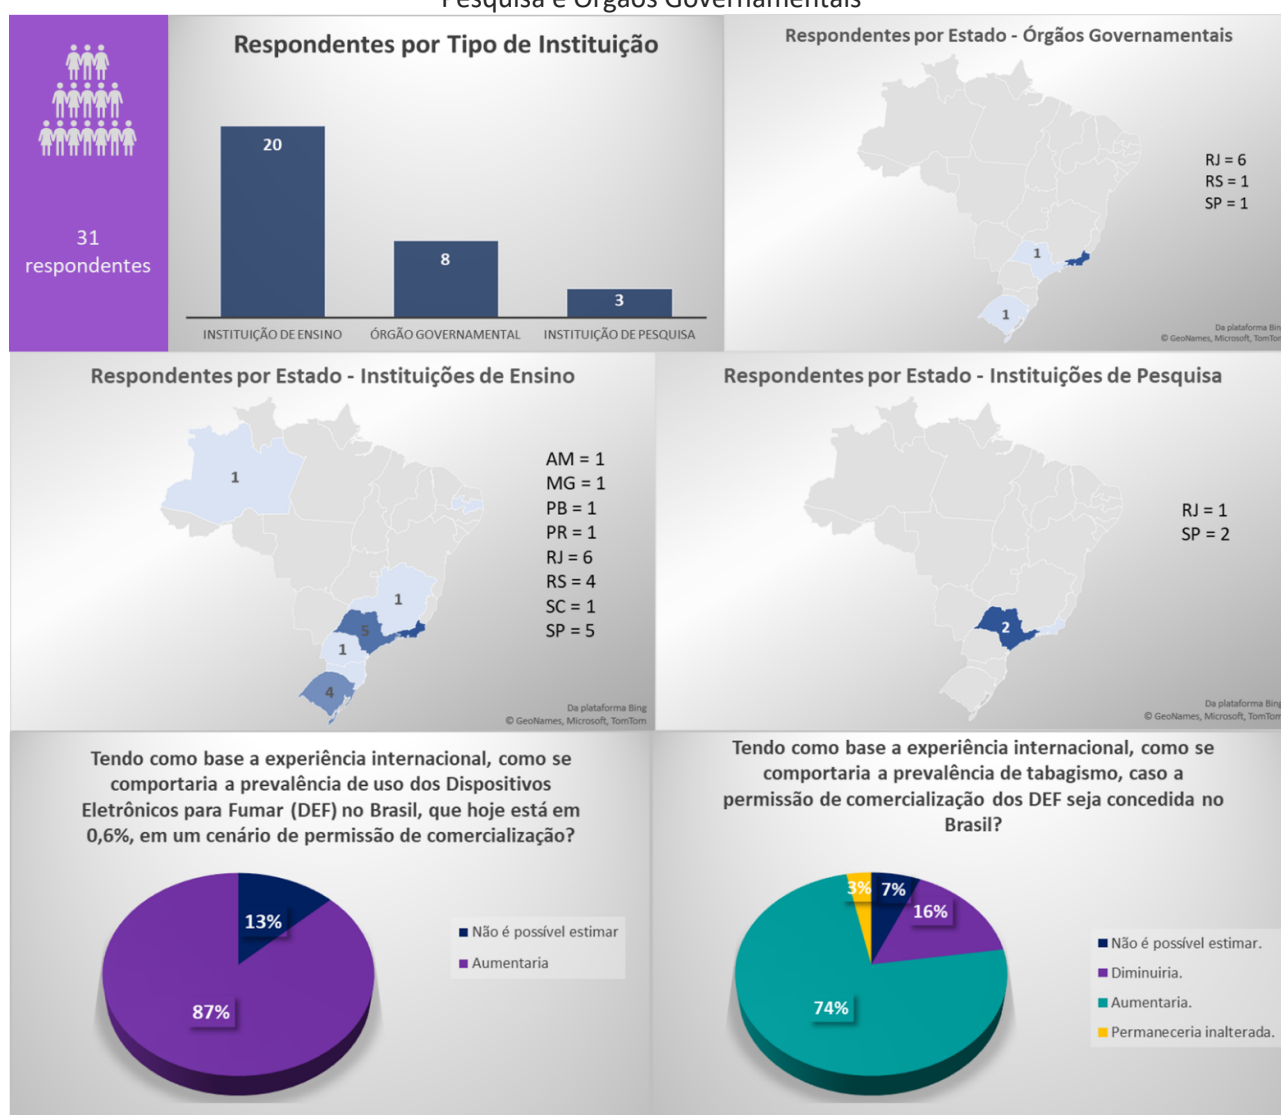 Pesquisa e Órgãos Governamentais
31
respondentes
Respondentes por Tipo de Instituição
20
8
3
INSTITUIÇÃO DE ENSINO
ÓRGÃO GOVERNAMENTAL
INSTITUIÇÃO DE PESQUISA
Respondentes por Estado - Órgãos Governamentais
RJ = 6
RS = 1
SP = 1
1
1
Da plataforma Bing
© GeoNames, Microsoft, TomTom
Respondentes por Estado - Instituições de Ensino
1
1
5
1
4
AM = 1
MG = 1
PB = 1
PR = 1
RJ = 6
RS = 4
SC = 1
SP = 5
Da plataforma Bing
© GeoNames, Microsoft, TomTom
Respondentes por Estado - Instituições de Pesquisa
RJ = 1
SP = 2
2
Da plataforma Bing
© GeoNames, Microsoft, TomTom
Tendo como base a experiência internacional, como se
comportaria a prevalência de uso dos Dispositivos
Eletrônicos para Fumar (DEF) no Brasil, que hoje está em
0,6%, em um cenário de permissão de comercialização?
13%
87%
Não é possível estimar
Aumentaria
Tendo como base a experiência internacional, como se
comportaria a prevalência de tabagismo, caso a
permissão de comercialização dos DEF seja concedida no
Brasil?
3%
7%
16%
74%
Não é possível estimar.
Diminuiria.
Aumentaria.
Permaneceria inalterada.